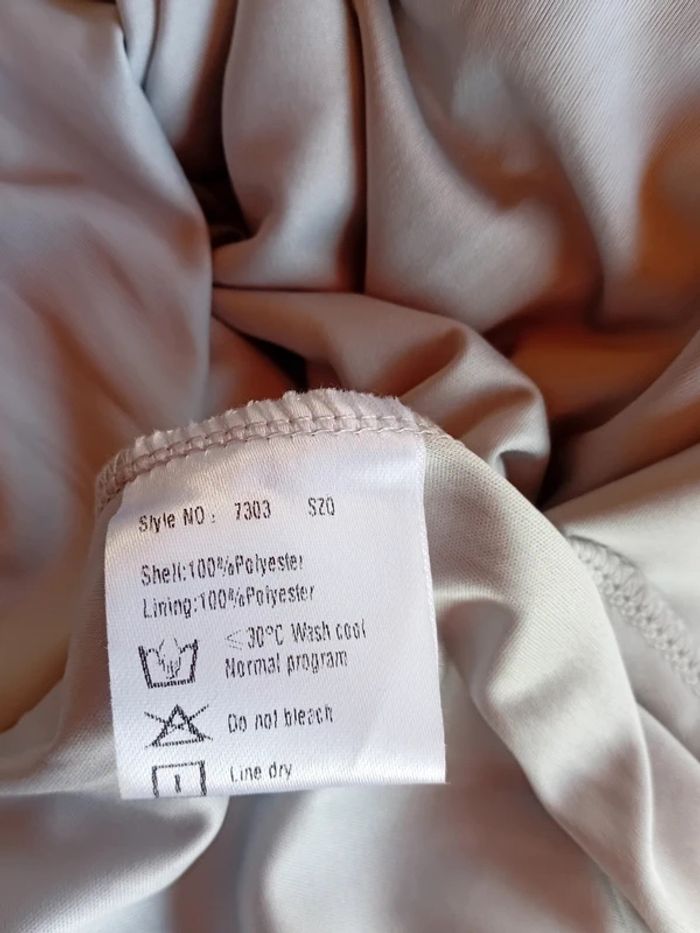 Style NO: 7303 SZ0
Shell:100%Polyester
Lining:100%Polyester
≤30°C Wash cool
Normal program
Do not bleach
Line dry